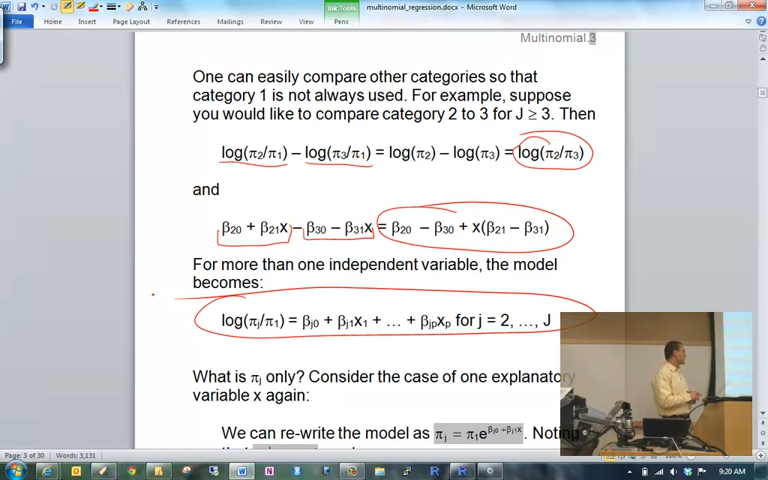 Ink Tools
multinomial_regression.docx - Microsoft Word
File Home Insert Page Layout References Mailings Review View Pens
Multinomial.3
One can easily compare other categories so that
category 1 is not always used. For example, suppose
you would like to compare category 2 to 3 for J ≥ 3. Then
log(π2/π1) – log(π3/π1) = log(π2) – log(π3) = log(π2/π3)
and
β20 + β21x – β30 – β31x = β20 – β30 + x(β21 – β31)
For more than one independent variable, the model
becomes:
log(πj/π1) = βj0 + βj1x1 + … + βjpxp for j = 2, …, J
What is πj only? Consider the case of one explanatory
variable x again:
We can re-write the model as πj = π1e^βj0+βj1x. Noting
Page: 3 of 30 Words: 3,131
9:20 AM